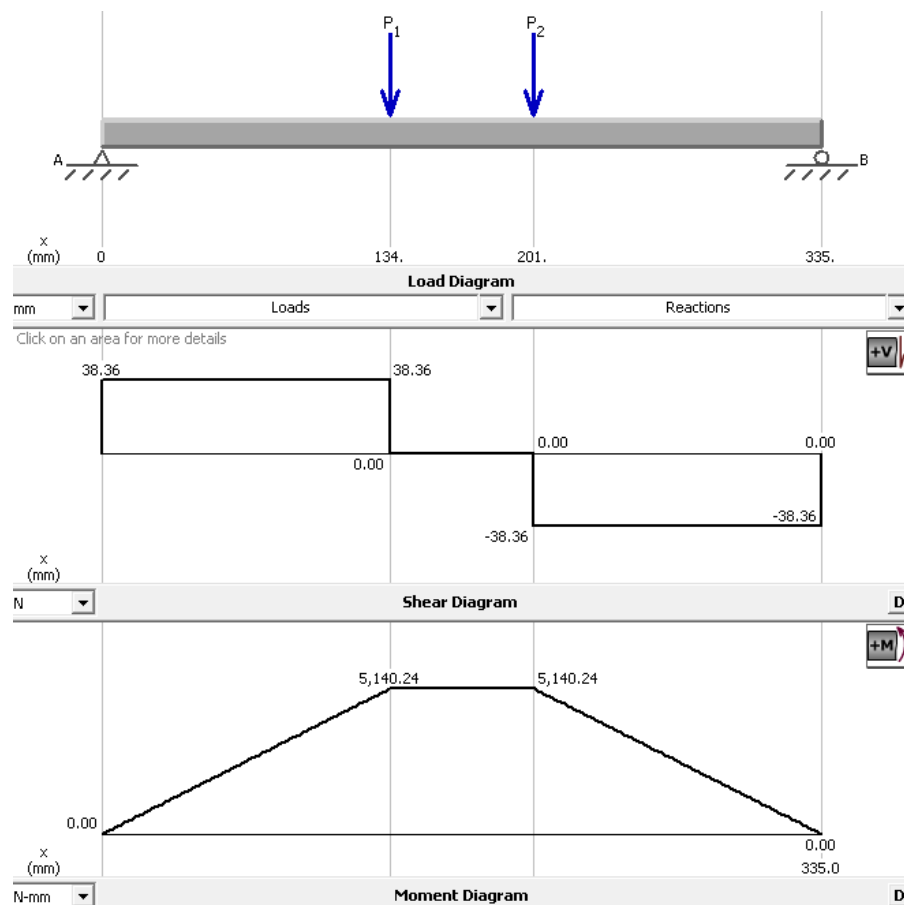 P1 P2
A B
x
(mm) 0 134. 201. 335.
Load Diagram
mm Loads Reactions
Click on an area for more details
+V
38.36 38.36
0.00 0.00
0.00
-38.36
-38.36
x
(mm)
N Shear Diagram D
+M
5,140.24 5,140.24
0.00
0.00
x
(mm) 335.0
N-mm Moment Diagram D